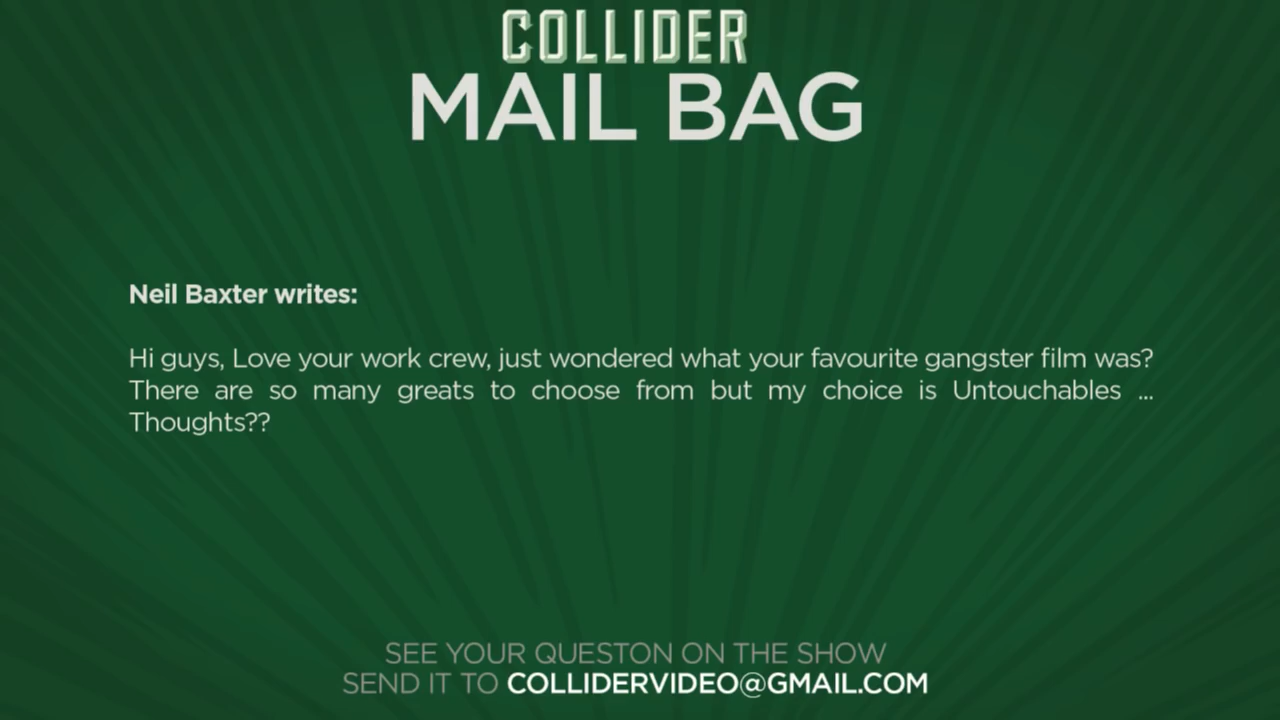 COLLIDER
MAIL BAG
Neil Baxter writes:
Hi guys, Love your work crew, just wondered what your favourite gangster film was?
There are so many greats to choose from but my choice is Untouchables ...
Thoughts??
SEE YOUR QUESTON ON THE SHOW
SEND IT TO COLLIDERVIDEO@GMAIL.COM